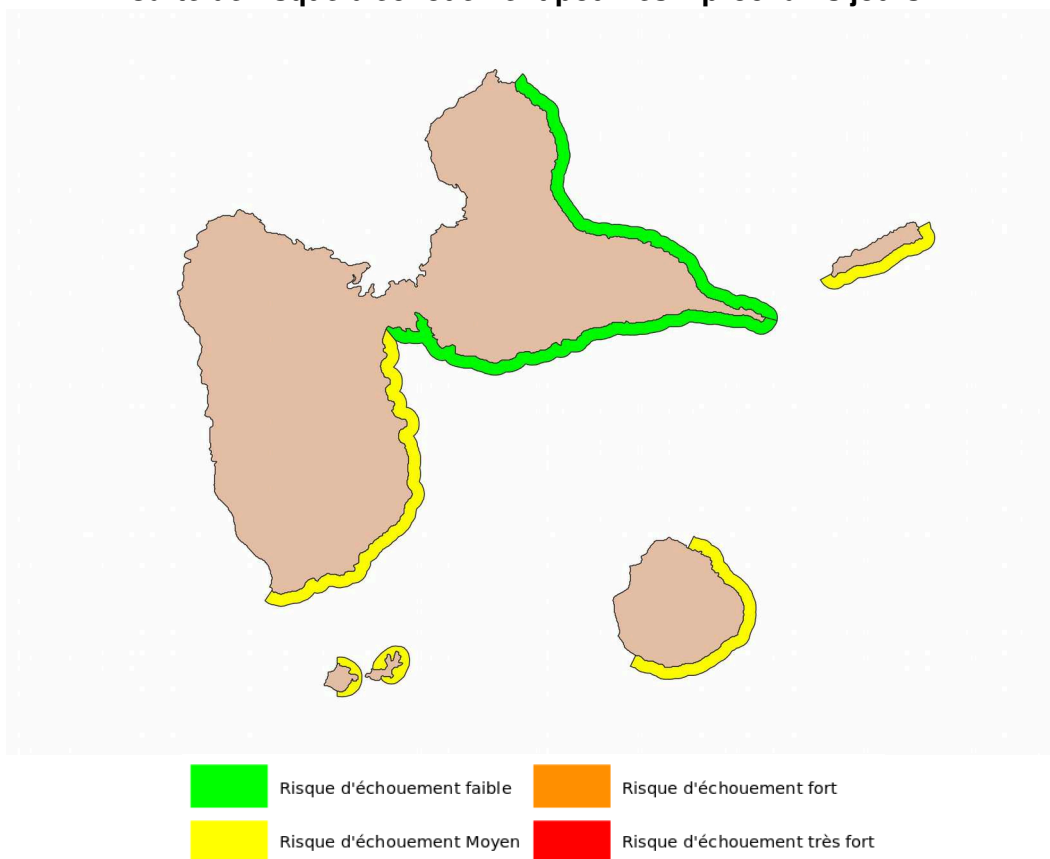 Risque d'échouement faible
Risque d'échouement fort
Risque d'échouement Moyen
Risque d'échouement très fort